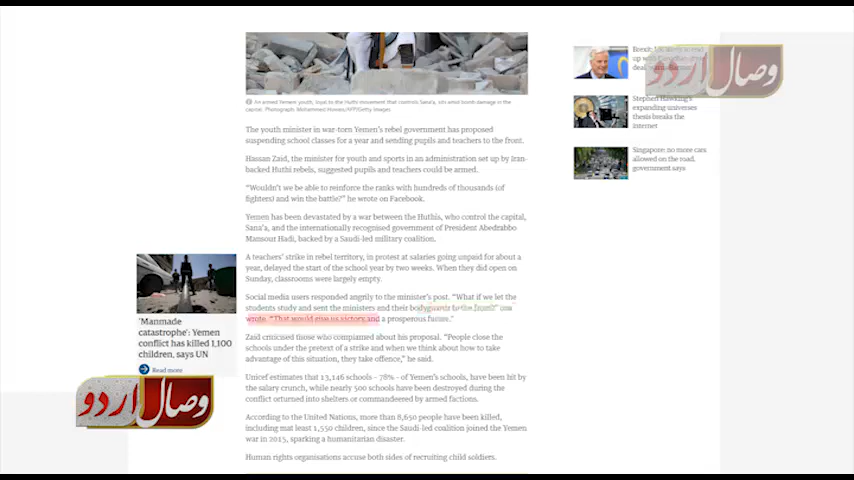 An armed Yemeni youth, loyal to the Huthi movement that controls Sana'a, sits amid bomb damage in the
capital. Photograph: Mohammed Huwais/AFP/Getty Images
The youth minister in war-torn Yemen's rebel government has proposed
suspending school classes for a year and sending pupils and teachers to the front.
Hassan Zaid, the minister for youth and sports in an administration set up by Iran-
backed Huthi rebels, suggested pupils and teachers could be armed.
"Wouldn't we be able to reinforce the ranks with hundreds of thousands (of
fighters) and win the battle?" he wrote on Facebook.
Yemen has been devastated by a war between the Huthis, who control the capital,
Sana'a, and the internationally recognised government of President Abedrabbo
Mansour Hadi, backed by a Saudi-led military coalition.
A teachers' strike in rebel territory, in protest at salaries going unpaid for about a
year, delayed the start of the school year by two weeks. When they did open on
Sunday, classrooms were largely empty.
Social media users responded angrily to the minister's post. "What if we let the
students study and sent the ministers and their bodyguards to the front?" one
wrote. "That would give us victory and a prosperous future."
Zaid criticised those who complained about his proposal. "People close the
schools under the pretext of a strike and when we think about how to take
advantage of this situation, they take offence," he said.
Unicef estimates that 13,146 schools – 78% – of Yemen's schools, have been hit by
the salary crunch, while nearly 500 schools have been destroyed during the
conflict orturned into shelters or commandeered by armed factions.
According to the United Nations, more than 8,650 people have been killed,
including mat least 1,550 children, since the Saudi-led coalition joined the Yemen
war in 2015, sparking a humanitarian disaster.
Human rights organisations accuse both sides of recruiting child soldiers.
'Manmade
catastrophe': Yemen
conflict has killed 1,100
children, says UN
Read more
Brexit: UK
up with
deal
Stephen Hawking's
expanding universes
thesis breaks the
internet
Singapore: no more cars
allowed on the road,
government says
وصال اردو
وصال اردو